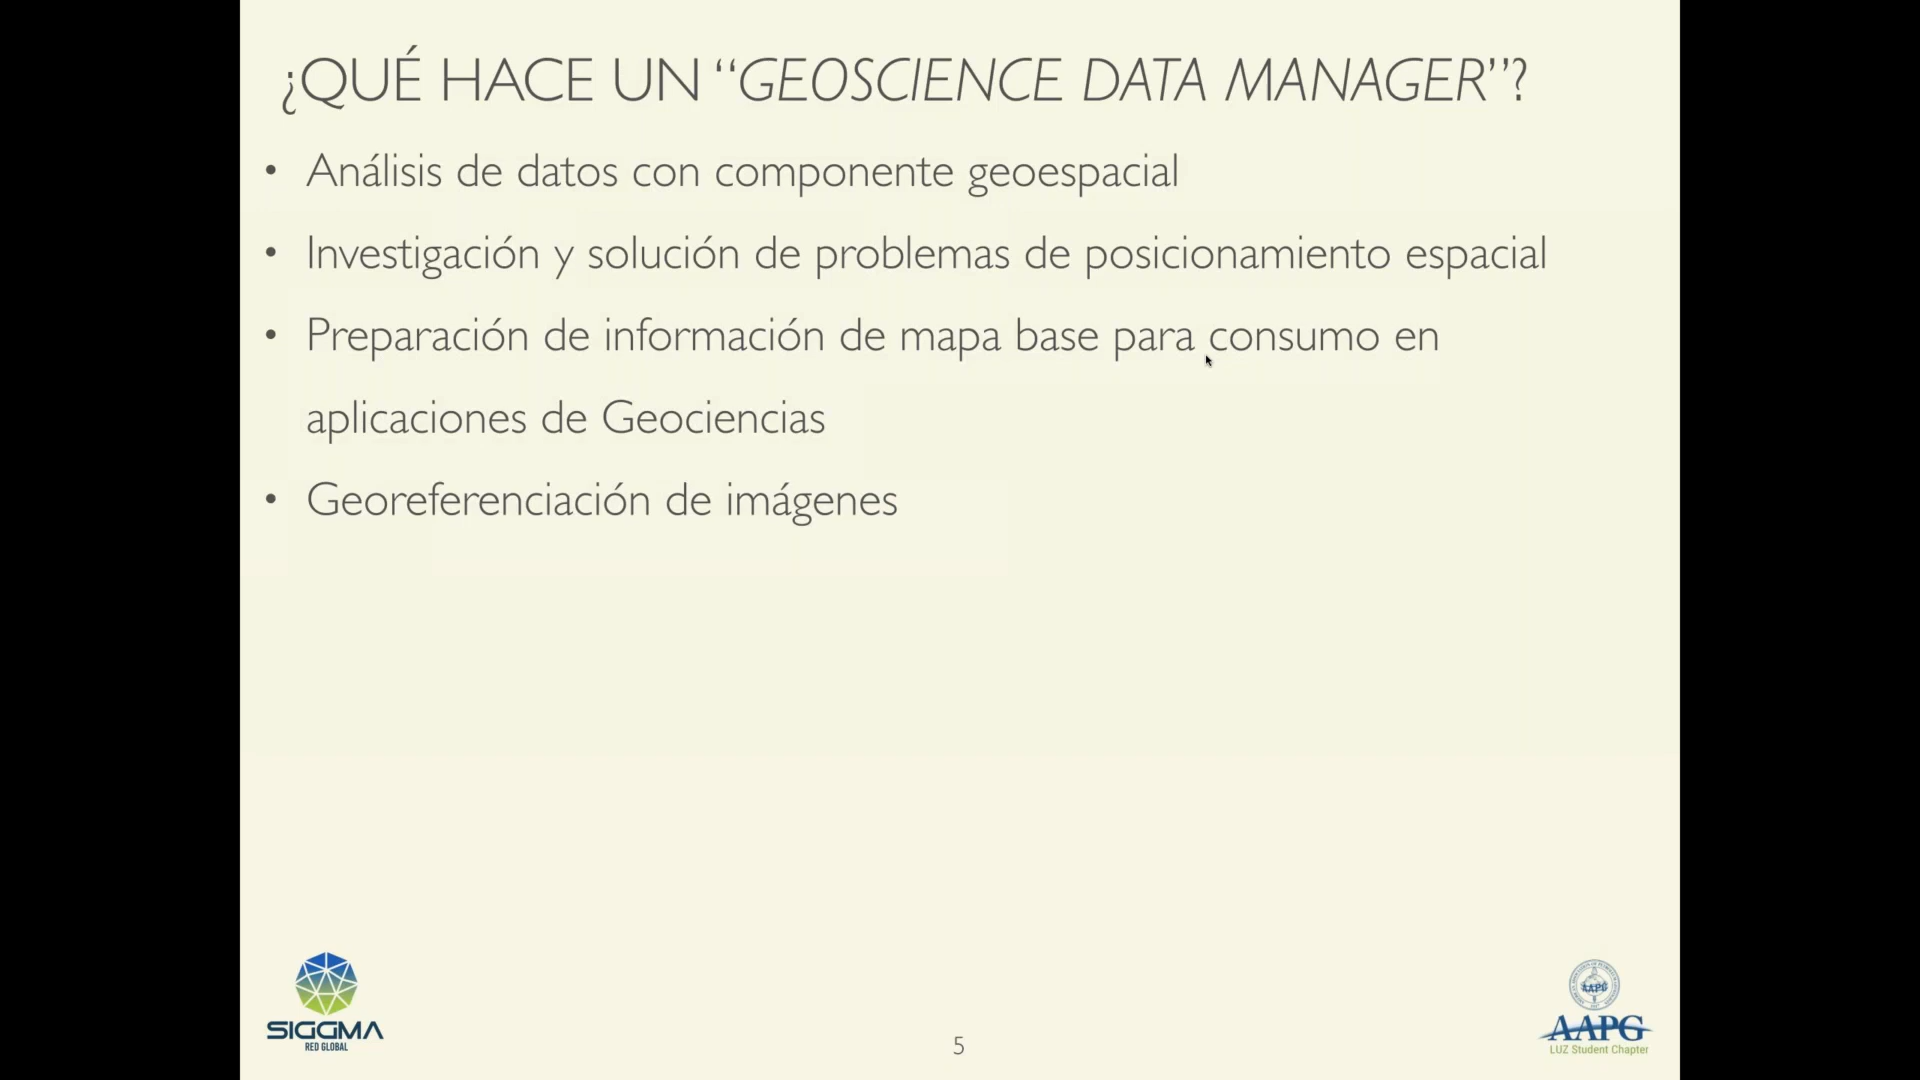 ¿QUÉ HACE UN “GEOSCIENCE DATA MANAGER”?
• Análisis de datos con componente geoespacial
• Investigación y solución de problemas de posicionamiento espacial
• Preparación de información de mapa base para consumo en
aplicaciones de Geociencias
• Georeferenciación de imágenes
SIGGMA
RED GLOBAL
5
AAPG
AAPG
LUZ Student Chapter